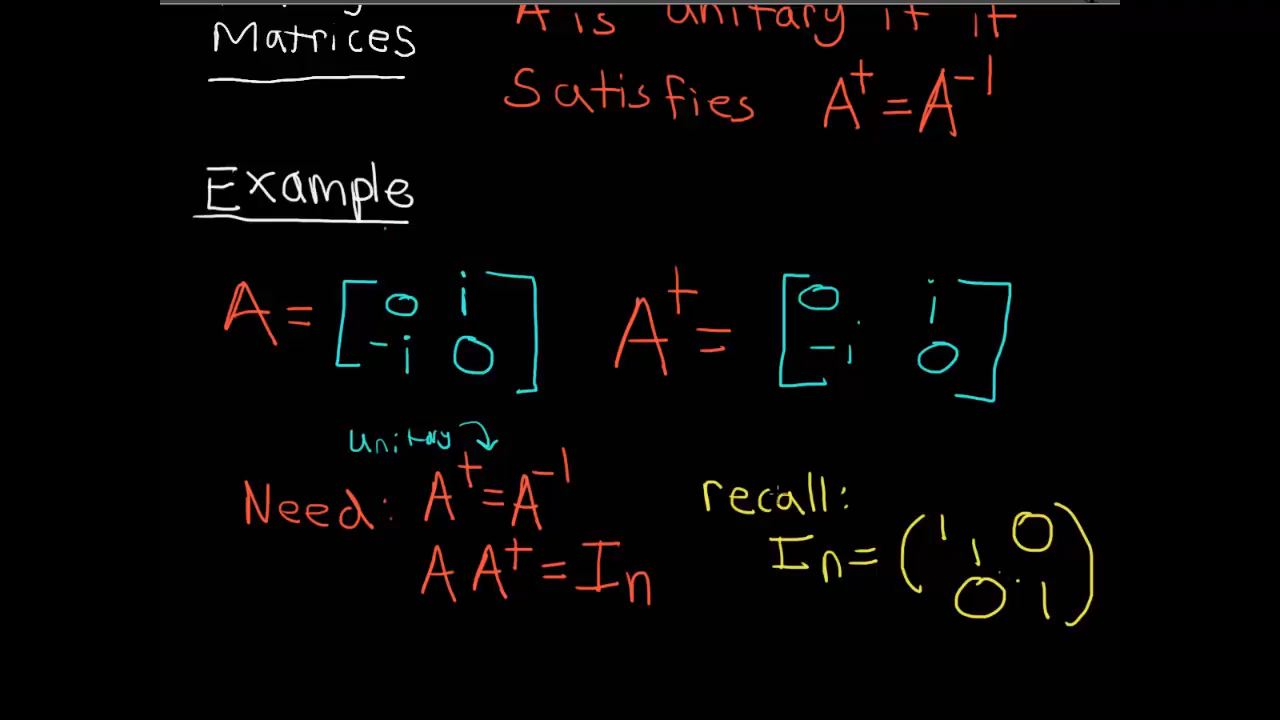 Matrices
A is unitary if it
Satisfies A† = A⁻¹
Example
A = [0 i
-i 0]
A† = [0 i
-i 0]
unitary
Need: A† = A⁻¹
A A† = In
recall:
In = (1 0
1
0 1)